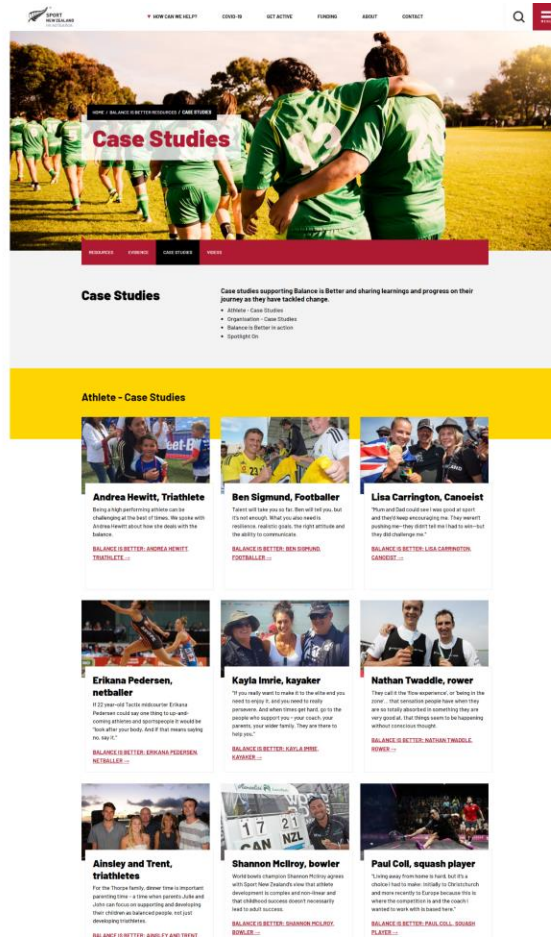 SPORT
NEW ZEALAND
▼ HOW CAN WE HELP?
COVID-19
GET ACTIVE
FUNDING
ABOUT
CONTACT
MENU
HOME / BALANCE IS BETTER RESOURCES / CASE STUDIES
Case Studies
RESOURCES
EVIDENCE
CASE STUDIES
VIDEOS
Case Studies
Case studies supporting Balance is Better and sharing learnings and progress on their
journey as they have tackled change.
• Athlete - Case Studies
• Organisation - Case Studies
• Balance is Better in action
• Spotlight On
Athlete - Case Studies
Andrea Hewitt, Triathlete
Being a high performing athlete can be
challenging at the best of times. We spoke with
Andrea Hewitt about how she deals with the
balance.
BALANCE IS BETTER: ANDREA HEWITT,
TRIATHLETE →
Ben Sigmund, Footballer
Talent will take you so far, Ben will tell you, but
it's not enough. What you also need is
resilience, realistic goals, the right attitude and
the ability to communicate.
BALANCE IS BETTER: BEN SIGMUND,
FOOTBALLER →
Lisa Carrington, Canoeist
"Mum and Dad could see I was good at sport
and they'd keep encouraging me. They weren't
pushing me–they didn't tell me I had to win–but
they did challenge me."
BALANCE IS BETTER: LISA CARRINGTON,
CANOEIST →
Erikana Pedersen,
netballer
If 22 year-old Tactix midcourter Erikana
Pedersen could say one thing to up-and-
coming athletes and sportspeople it would be
"look after your body. And if that means saying
no, say it."
BALANCE IS BETTER: ERIKANA PEDERSEN,
NETBALLER →
Kayla Imrie, kayaker
"If you really want to make it to the elite end you
need to enjoy it, and you need to really
persevere. And when times get hard, go to the
people who support you - your coach, your
parents, your wider family. They are there to
help you."
BALANCE IS BETTER: KAYLA IMRIE,
KAYAKER →
Nathan Twaddle, rower
They call it the 'flow experience', or 'being in the
zone'... that sensation people have when they
are so totally absorbed in something they are
very good at, that things seem to be happening
without conscious thought.
BALANCE IS BETTER: NATHAN TWADDLE,
ROWER →
17 21
CAN NZL
Ainsley and Trent,
triathletes
For the Thorpe family, dinner time is important
parenting time - a time when parents Julie and
John can focus on supporting and developing
their children as balanced people, not just
developing triathletes.
BALANCE IS BETTER: AINSLEY AND TRENT
Shannon McIlroy, bowler
World bowls champion Shannon McIlroy agrees
with Sport New Zealand's view that athlete
development is complex and non-linear and
that childhood success doesn't necessarily
lead to adult success.
BALANCE IS BETTER: SHANNON MCILROY,
BOWLER →
Paul Coll, squash player
"Living away from home is hard, but it's a
choice I had to make: initially to Christchurch
and more recently to Europe because this is
where the competition is and the coach I
wanted to work with is based here."
BALANCE IS BETTER: PAUL COLL, SQUASH
PLAYER →